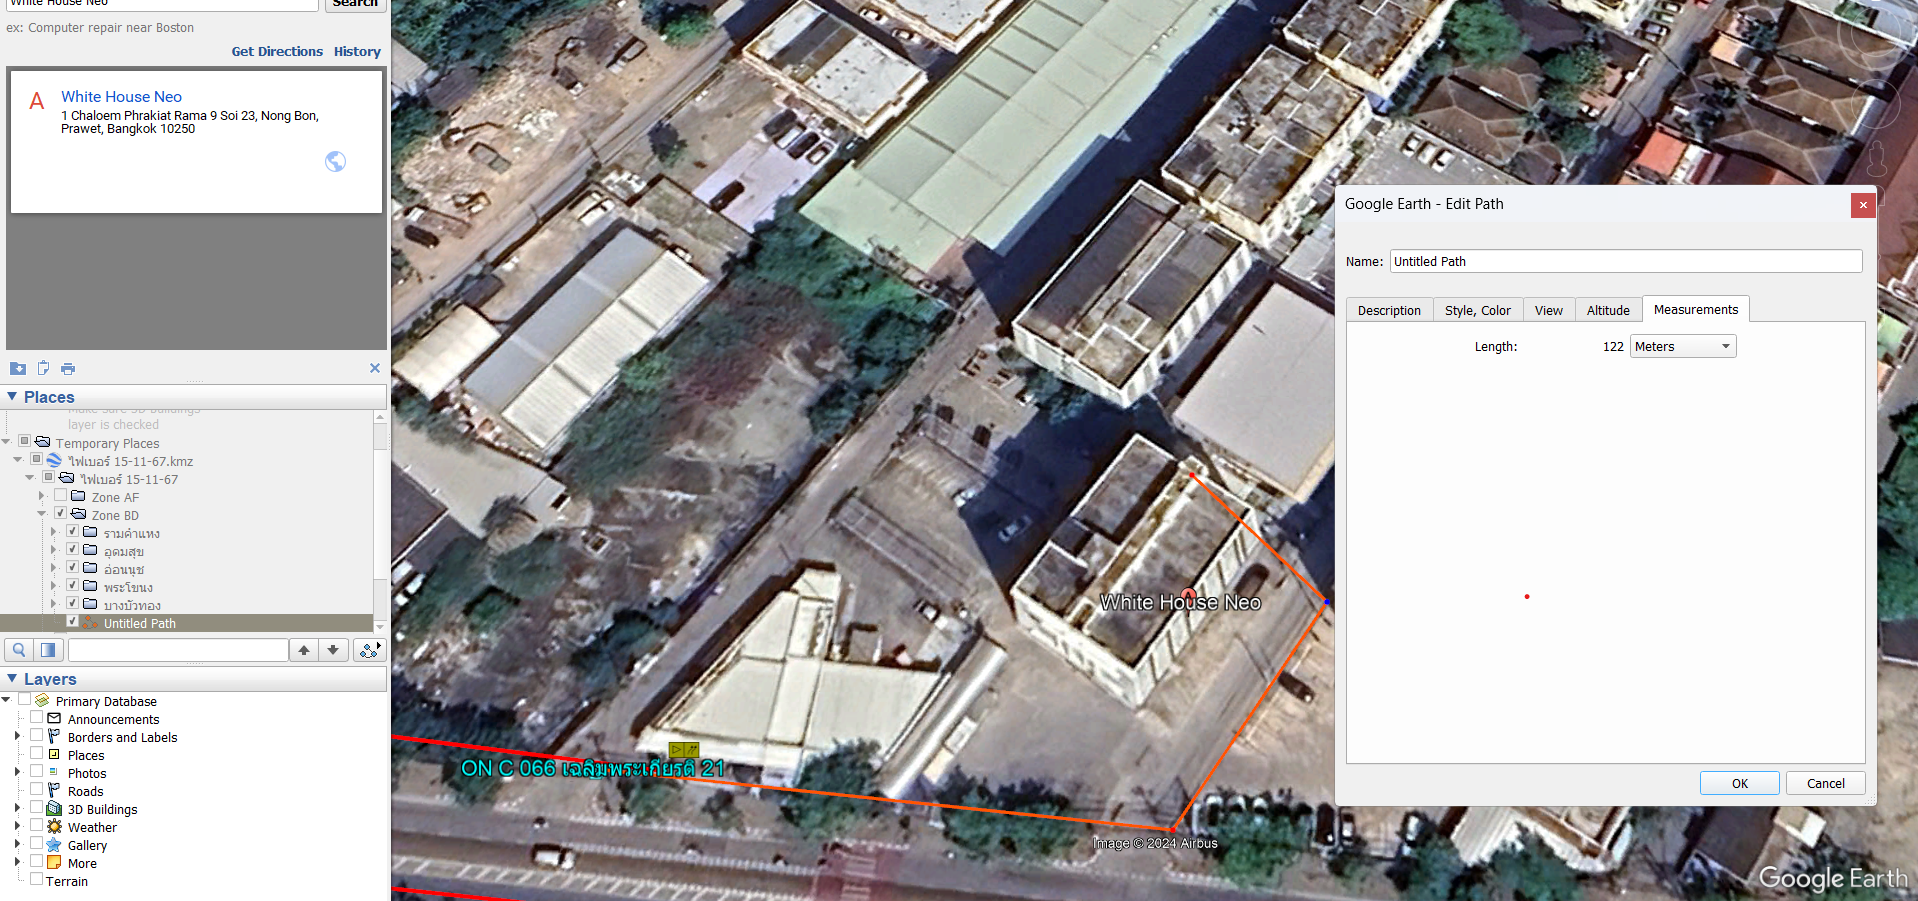 White House Neo
Search
ex: Computer repair near Boston
Get Directions
History
A
White House Neo
1 Chaloem Phrakiat Rama 9 Soi 23, Nong Bon,
Prawet, Bangkok 10250
Places
Make sure 3D Buildings
layer is checked
Temporary Places
ไฟเบอร์ 15-11-67.kmz
ไฟเบอร์ 15-11-67
Zone AF
Zone BD
รามคำแหง
อุดมสุข
อ่อนนุช
พระโขนง
บางบัวทอง
Untitled Path
Layers
Primary Database
Announcements
Borders and Labels
Places
Photos
Roads
3D Buildings
Weather
Gallery
More
Terrain
White House Neo
ON C 066 เฉลิมพระเกียรติ 21
Image © 2024 Airbus
Google Earth
Google Earth - Edit Path
Name:
Untitled Path
Description
Style, Color
View
Altitude
Measurements
Length:
122
Meters
OK
Cancel